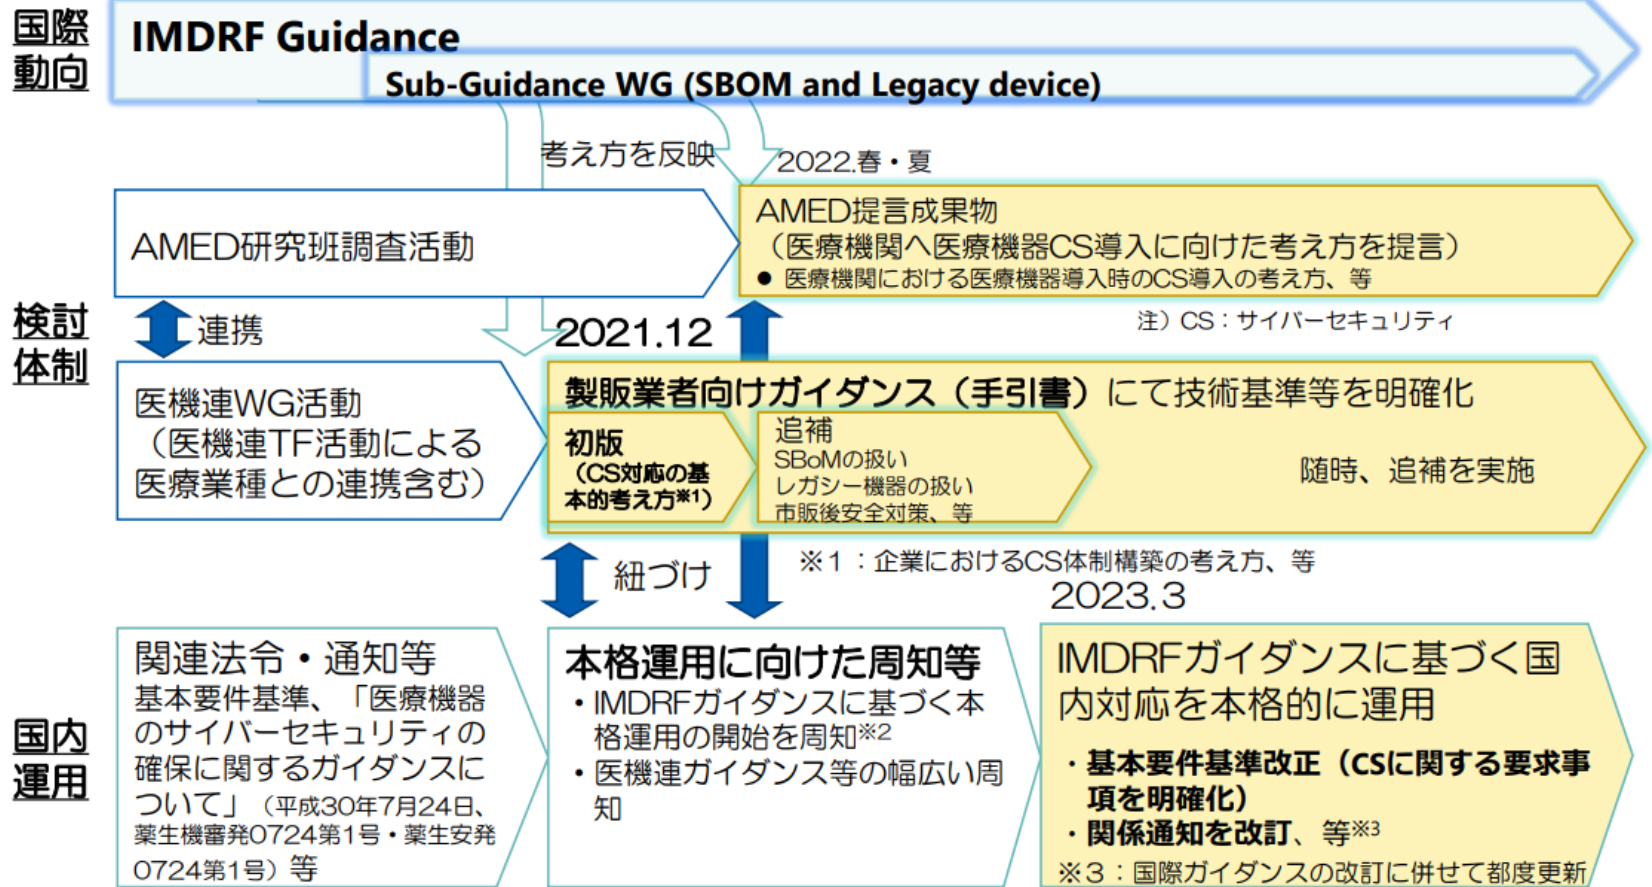 国際
動向
IMDRF Guidance
Sub-Guidance WG (SBOM and Legacy device)
考え方を反映
2022.春・夏
検討
体制
AMED研究班調査活動
AMED提言成果物
（医療機関へ医療機器CS導入に向けた考え方を提言）
● 医療機関における医療機器導入時のCS導入の考え方、等
連携
2021.12
注）CS：サイバーセキュリティ
医機連WG活動
（医機連TF活動による
医療業種との連携含む）
製販業者向けガイダンス（手引書）にて技術基準等を明確化
初版
（CS対応の基
本的考え方※1）
追補
SBoMの扱い
レガシー機器の扱い
市販後安全対策、等
随時、追補を実施
紐づけ
※1：企業におけるCS体制構築の考え方、等
2023.3
国内
運用
関連法令・通知等
基本要件基準、「医療機器
のサイバーセキュリティの
確保に関するガイダンスに
ついて」（平成30年7月24日、
薬生機審発0724第1号・薬生安発
0724第1号）等
本格運用に向けた周知等
・IMDRFガイダンスに基づく本
格運用の開始を周知※2
・医機連ガイダンス等の幅広い周
知
IMDRFガイダンスに基づく国
内対応を本格的に運用
・基本要件基準改正（CSに関する要求事
項を明確化）
・関係通知を改訂、等※3
※3：国際ガイダンスの改訂に併せて都度更新